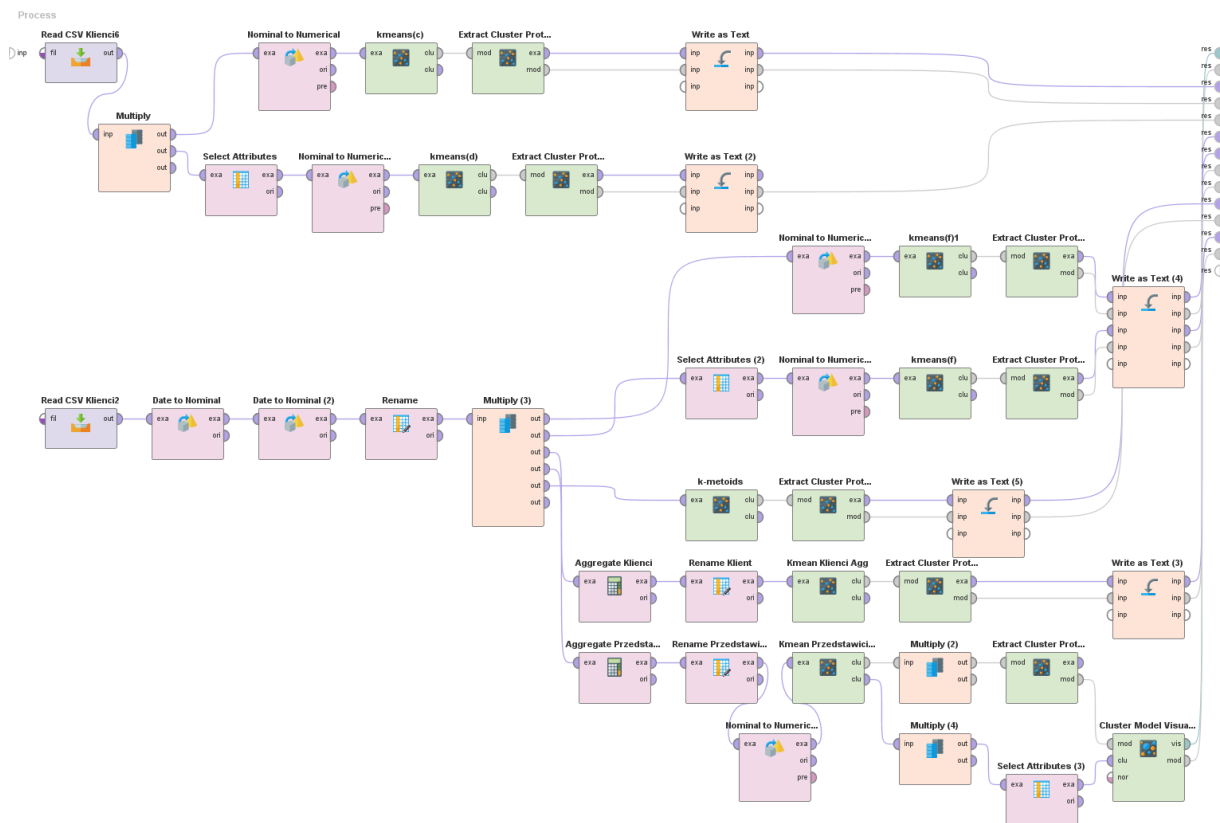 Process
Read CSV Klienci6
Nominal to Numerical
kmeans(c)
Extract Cluster Prot...
Write as Text
inp
fil out
exa exa
ori
pre
exa clu
clu
mod exa
mod
inp inp
inp inp
inp inp
res
res
res
res
res
res
res
res
res
res
res
res
res
res
Multiply
inp out
out
out
Select Attributes
Nominal to Numeric...
kmeans(d)
Extract Cluster Prot...
Write as Text (2)
exa exa
ori
exa exa
ori
pre
exa clu
clu
mod exa
mod
inp inp
inp inp
inp inp
Nominal to Numeric...
kmeans(f)1
Extract Cluster Prot...
exa exa
ori
pre
exa clu
clu
mod exa
mod
Write as Text (4)
inp inp
inp inp
inp inp
inp inp
inp inp
Select Attributes (2)
Nominal to Numeric...
kmeans(f)
Extract Cluster Prot...
exa exa
ori
exa exa
ori
pre
exa clu
clu
mod exa
mod
Read CSV Klienci2
Date to Nominal
Date to Nominal (2)
Rename
Multiply (3)
fil out
exa exa
ori
exa exa
ori
exa exa
ori
inp out
out
out
out
out
out
k-metoids
Extract Cluster Prot...
Write as Text (5)
exa clu
clu
mod exa
mod
inp inp
inp inp
inp inp
Aggregate Klienci
Rename Klient
Kmean Klienci Agg
Extract Cluster Prot...
Write as Text (3)
exa exa
ori
exa exa
ori
exa clu
clu
mod exa
mod
inp inp
inp inp
inp inp
Aggregate Przedsta...
Rename Przedstawi...
Kmean Przedstawici...
Multiply (2)
Extract Cluster Prot...
exa exa
ori
exa exa
ori
exa clu
clu
inp out
out
mod exa
mod
Nominal to Numeric...
Multiply (4)
Cluster Model Visua...
exa exa
ori
pre
inp out
out
mod vis
clu mod
nor
Select Attributes (3)
exa exa
ori